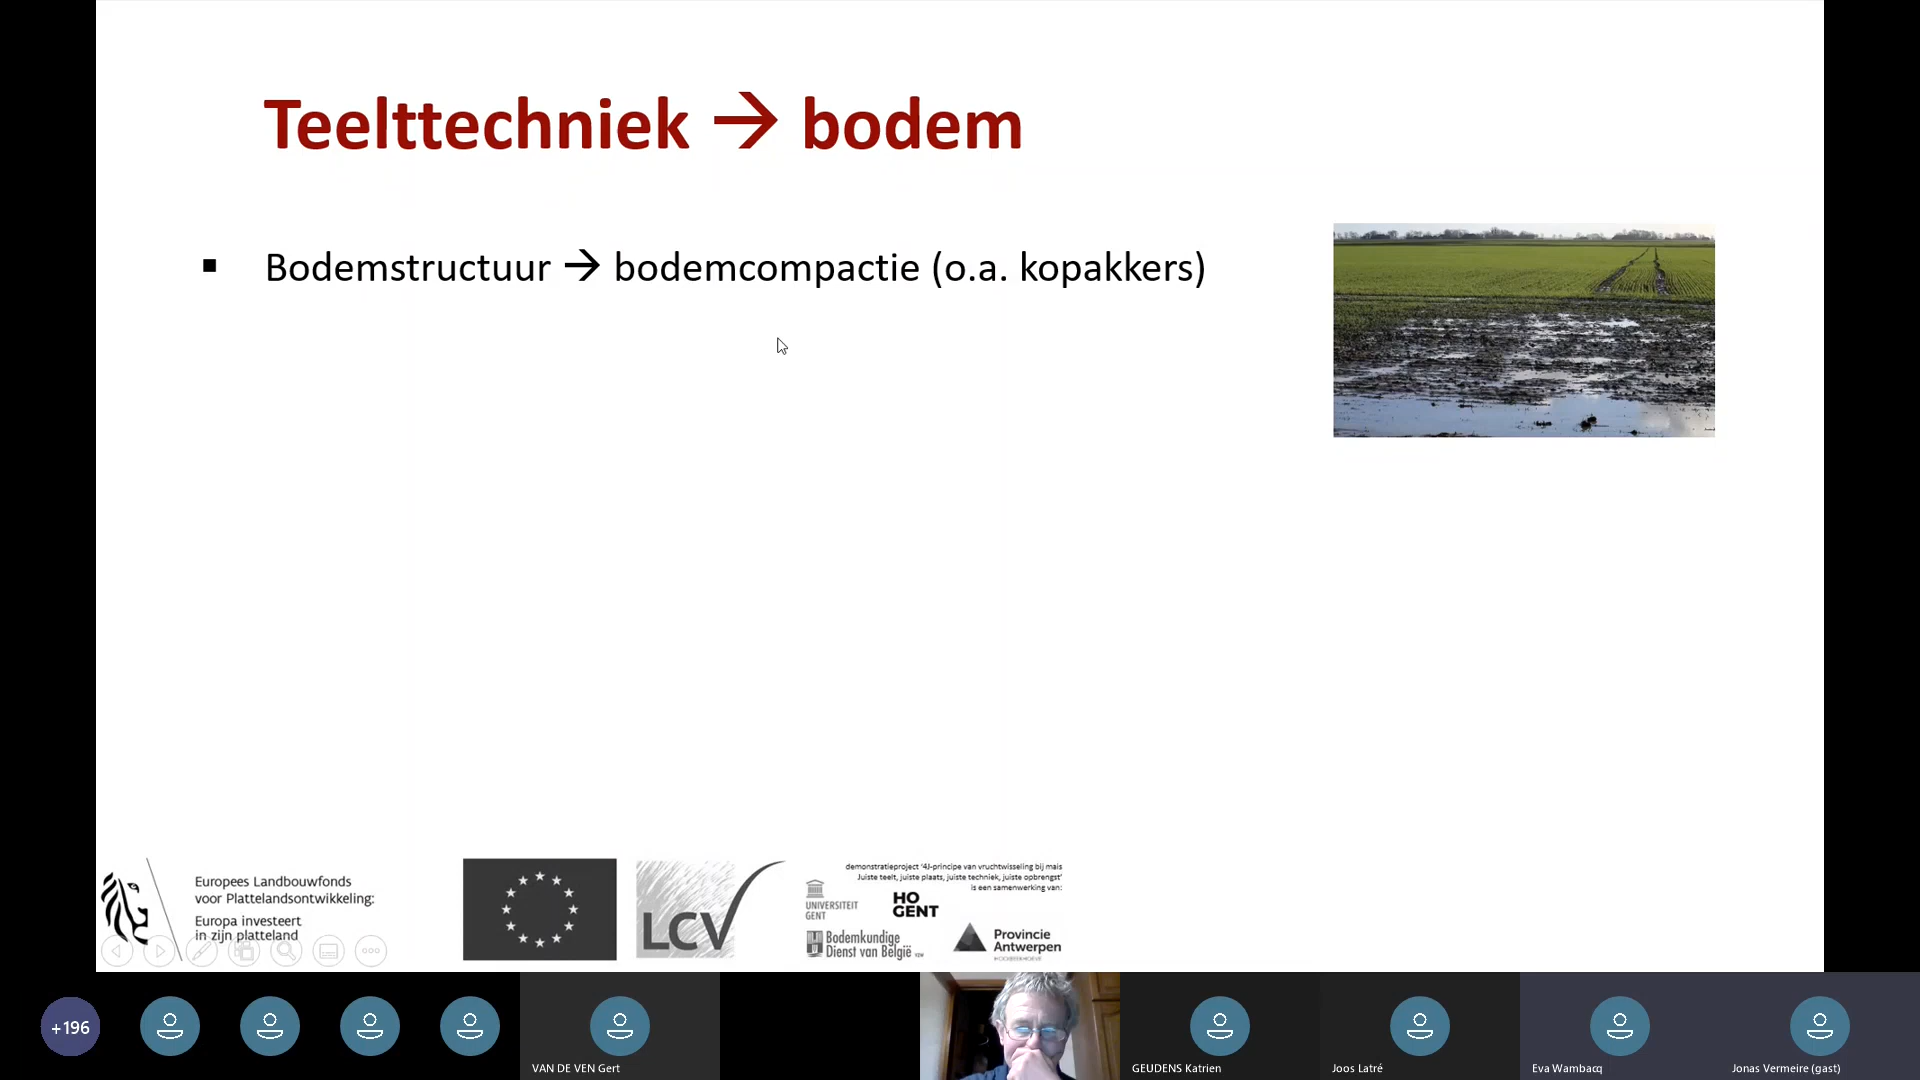 Teelttechniek → bodem
▪ Bodemstructuur → bodemcompactie (o.a. kopakkers)
Europees Landbouwfonds
voor Plattelandsontwikkeling:
Europa investeert
in zijn platteland
LCV
demonstratieproject '4J-principe van vruchtwisseling bij mais
Juiste teelt, juiste plaats, juiste techniek, juiste opbrengst'
is een samenwerking van:
UNIVERSITEIT
GENT
HO
GENT
Bodemkundige
Dienst van België vzw
Provincie
Antwerpen
+196
VAN DE VEN Gert
GEUDENS Katrien
Joos Latré
Eva Wambacq
Jonas Vermeire (gast)